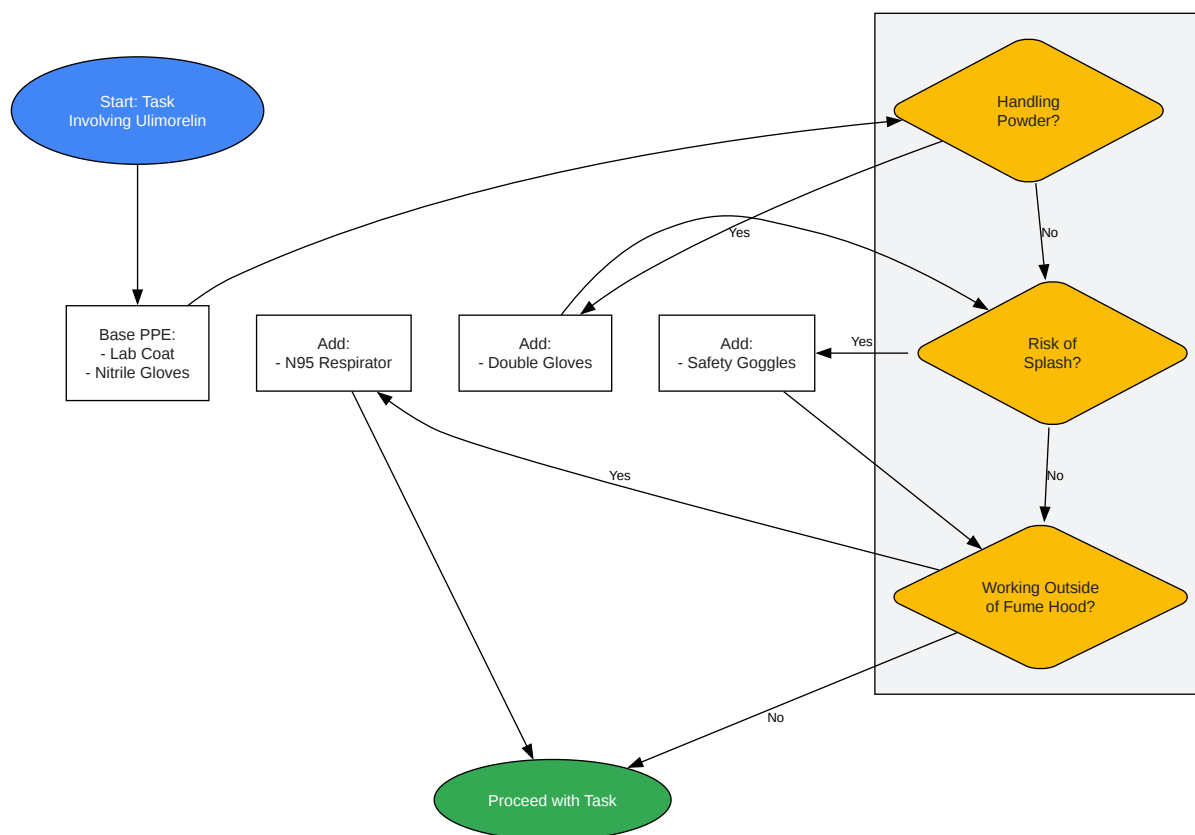 Start: Task
Involving Ulimorelin
Handling
Powder?
Yes
No
Base PPE:
- Lab Coat
- Nitrile Gloves
Add:
- N95 Respirator
Add:
- Double Gloves
Add:
- Safety Goggles
Yes
Risk of
Splash?
Yes
No
Working Outside
of Fume Hood?
No
Proceed with Task